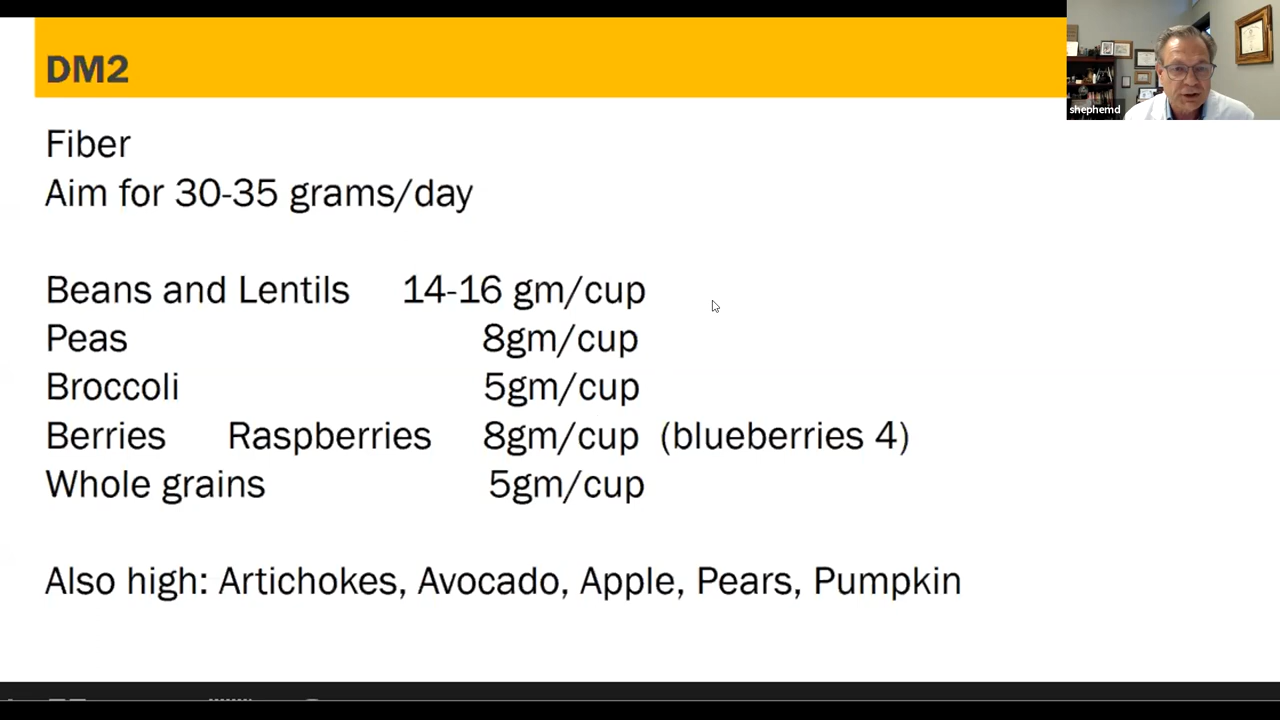 DM2
shephemd
Fiber
Aim for 30-35 grams/day
Beans and Lentils 14-16 gm/cup
Peas 8gm/cup
Broccoli 5gm/cup
Berries Raspberries 8gm/cup (blueberries 4)
Whole grains 5gm/cup
Also high: Artichokes, Avocado, Apple, Pears, Pumpkin